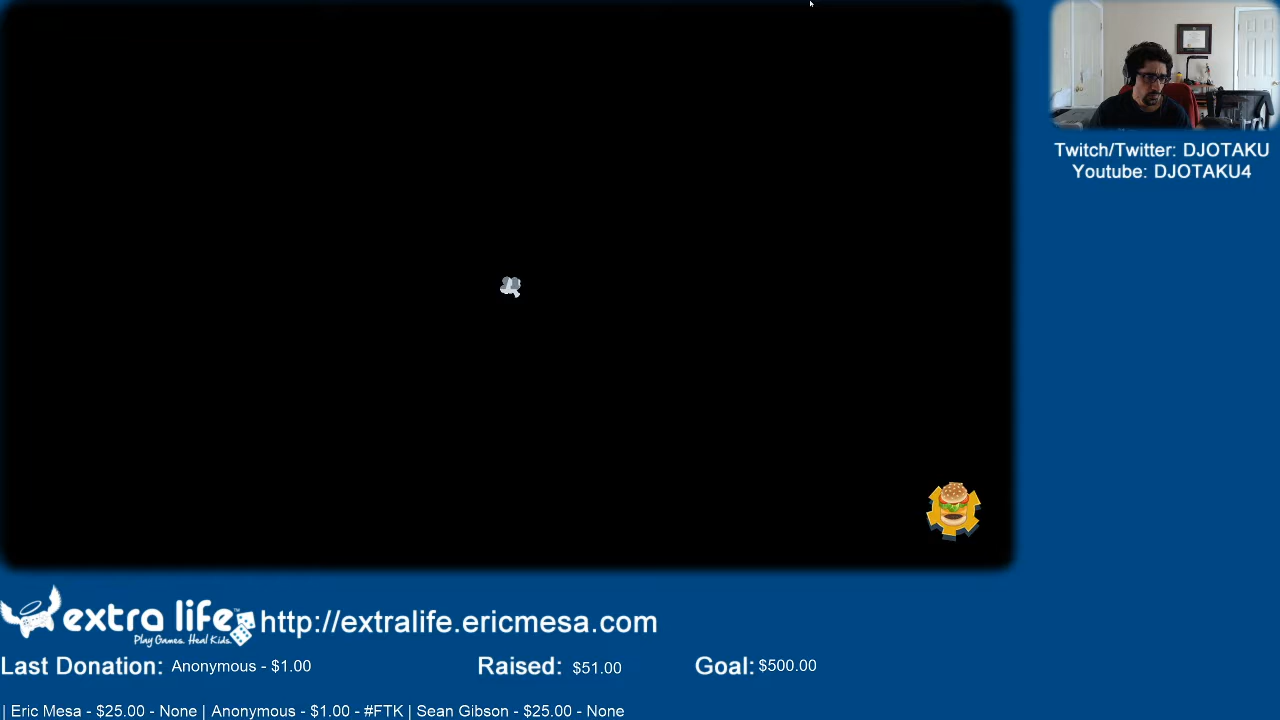 Twitch/Twitter: DJOTAKU
Youtube: DJOTAKU4
extra life
Play Games. Heal Kids.
http://extralife.ericmesa.com
Last Donation: Anonymous - $1.00 Raised: $51.00 Goal: $500.00
| Eric Mesa - $25.00 - None | Anonymous - $1.00 - #FTK | Sean Gibson - $25.00 - None